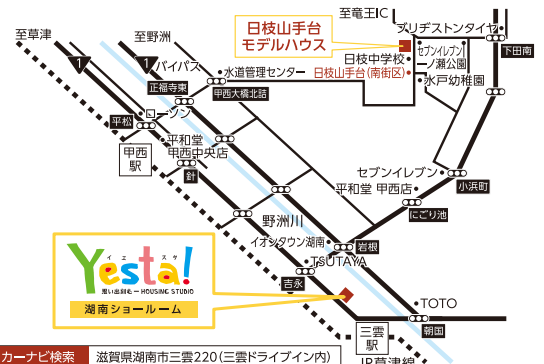 至竜王IC
ブリヂストンタイヤ
日枝山手台
モデルハウス
セブンイレブン
一ノ瀬公園
下田南
日枝中学校
日枝山手台(南街区)
水戸幼稚園
至草津
至野洲
1
1
バイパス
水道管理センター
甲西大橋北詰
正福寺東
ローソン
平松
平和堂
甲西中央店
甲西
駅
針
セブンイレブン
平和堂 甲西店
小浜町
にごり池
野洲川
イオンタウン湖南
岩根
TSUTAYA
吉永
イエ スタ
Yesta!
思い出刻む－HOUSING STUDIO
湖南ショールーム
TOTO
朝国
三雲
駅
JR草津線
カーナビ検索 滋賀県湖南市三雲220(三雲ドライブイン内)